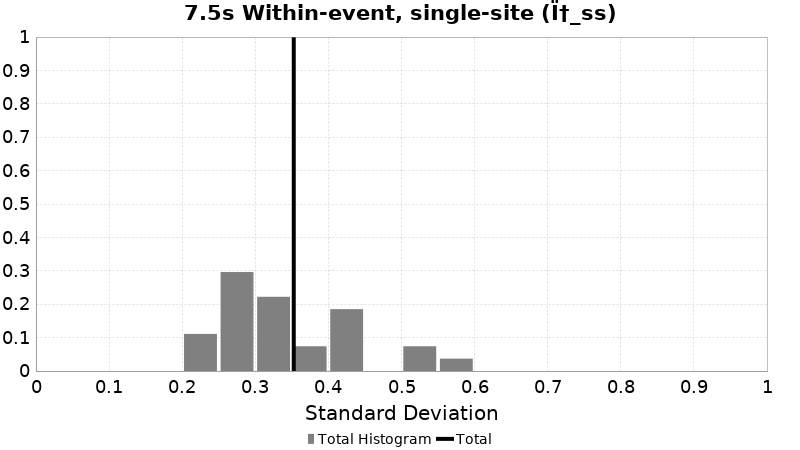 7.5s Within-event, single-site (Ï†_ss)
1
0.9
0.8
0.7
0.6
0.5
0.4
0.3
0.2
0.1
0
0 0.1 0.2 0.3 0.4 0.5 0.6 0.7 0.8 0.9 1
Standard Deviation
Total Histogram Total